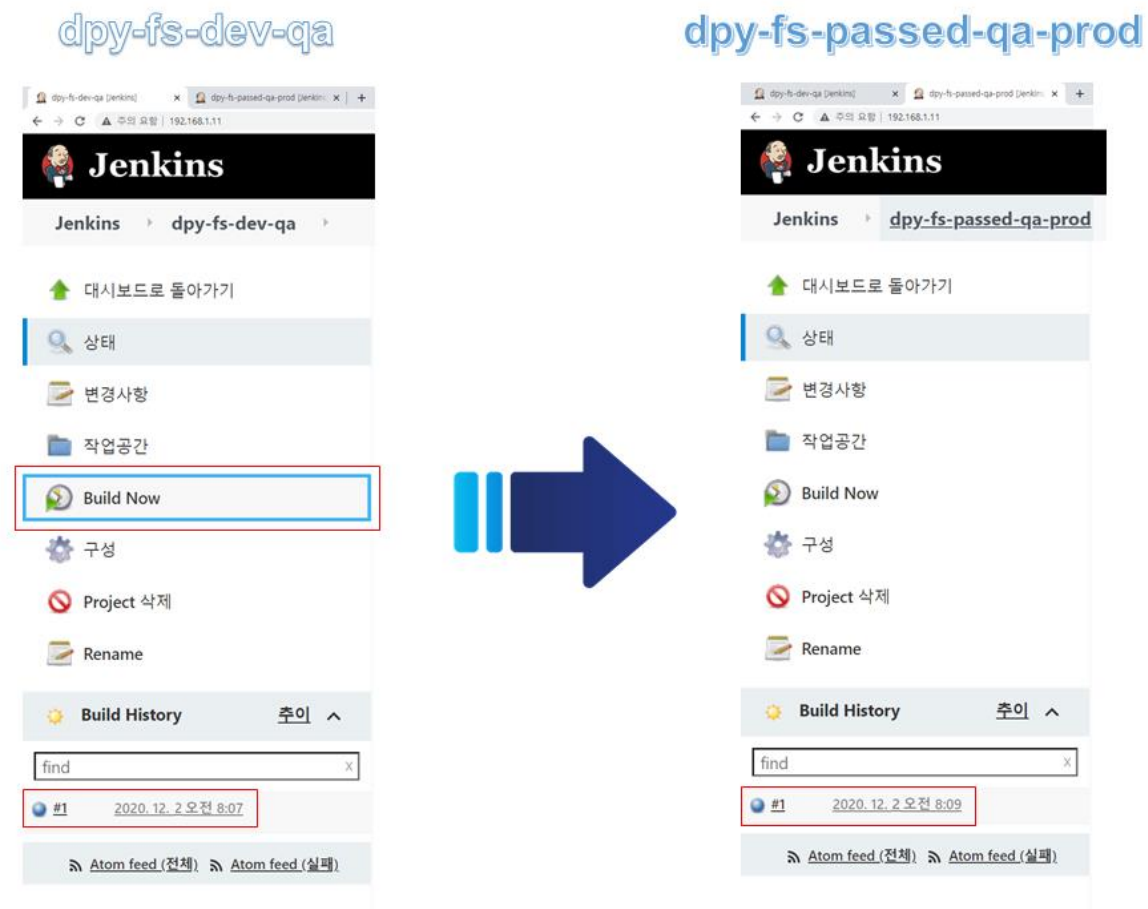 dpy-fs-dev-qa
dpy-fs-dev-qa [Jenkins] × dpy-fs-passed-qa-prod [Jenkins × +
주의 요함 | 192.168.1.11
Jenkins
Jenkins dpy-fs-dev-qa
대시보드로 돌아가기
상태
변경사항
작업공간
Build Now
구성
Project 삭제
Rename
Build History 추이
find x
#1 2020. 12. 2 오전 8:07
Atom feed (전체) Atom feed (실패)
dpy-fs-passed-qa-prod
dpy-fs-dev-qa [Jenkins] × dpy-fs-passed-qa-prod [Jenkins × +
주의 요함 | 192.168.1.11
Jenkins
Jenkins dpy-fs-passed-qa-prod
대시보드로 돌아가기
상태
변경사항
작업공간
Build Now
구성
Project 삭제
Rename
Build History 추이
find x
#1 2020. 12. 2 오전 8:09
Atom feed (전체) Atom feed (실패)